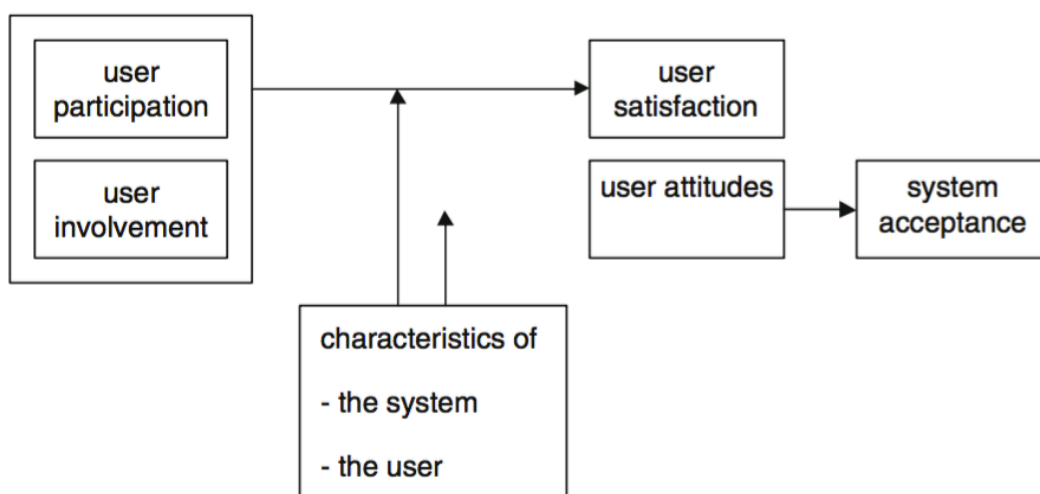 user
participation
user
involvement
user
satisfaction
user attitudes
system
acceptance
characteristics of
- the system
- the user